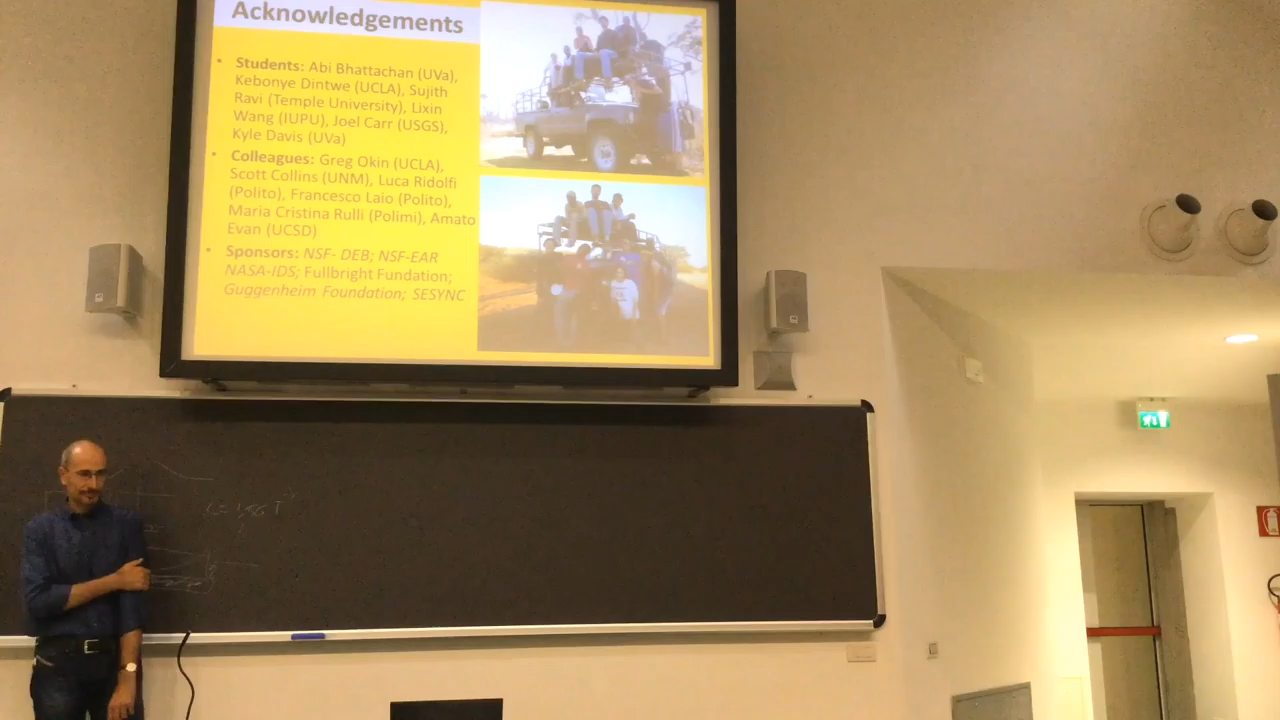 Acknowledgements
• Students: Abi Bhattachan (UVa),
Kebonye Dintwe (UCLA), Sujith
Ravi (Temple University), Lixin
Wang (IUPU), Joel Carr (USGS),
Kyle Davis (UVa)
• Colleagues: Greg Okin (UCLA),
Scott Collins (UNM), Luca Ridolfi
(Polito), Francesco Laio (Polito),
Maria Cristina Rulli (Polimi), Amato
Evan (UCSD)
• Sponsors: NSF- DEB; NSF-EAR
NASA-IDS; Fullbright Fundation;
Guggenheim Foundation; SESYNC